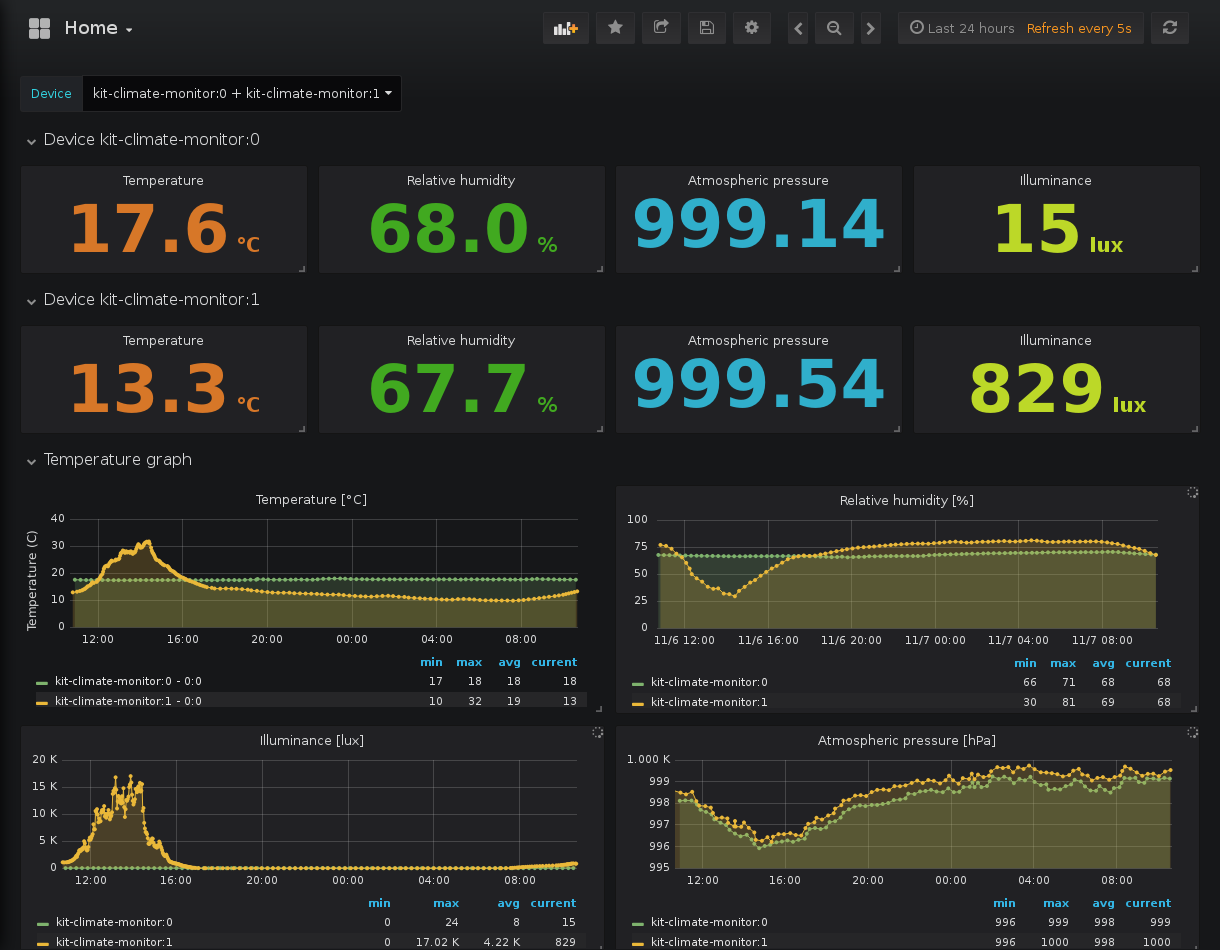 Home
Last 24 hours Refresh every 5s
Device kit-climate-monitor:0 + kit-climate-monitor:1
Device kit-climate-monitor:0
Temperature Relative humidity Atmospheric pressure Illuminance
17.6 °C 68.0 % 999.14 15 lux
Device kit-climate-monitor:1
Temperature Relative humidity Atmospheric pressure Illuminance
13.3 °C 67.7 % 999.54 829 lux
Temperature graph
Temperature [°C]
Temperature (C)
40
30
20
10
0
12:00 16:00 20:00 00:00 04:00 08:00
min max avg current
kit-climate-monitor:0 - 0:0 17 18 18 18
kit-climate-monitor:1 - 0:0 10 32 19 13
Relative humidity [%]
100
75
50
25
0
11/6 12:00 11/6 16:00 11/6 20:00 11/7 00:00 11/7 04:00 11/7 08:00
min max avg current
kit-climate-monitor:0 66 71 68 68
kit-climate-monitor:1 30 81 69 68
Illuminance [lux]
20 K
15 K
10 K
5 K
0
12:00 16:00 20:00 00:00 04:00 08:00
min max avg current
kit-climate-monitor:0 0 24 8 15
kit-climate-monitor:1 0 17.02 K 4.22 K 829
Atmospheric pressure [hPa]
1.000 K
999
998
997
996
995
12:00 16:00 20:00 00:00 04:00 08:00
min max avg current
kit-climate-monitor:0 996 999 998 999
kit-climate-monitor:1 996 1000 998 1000